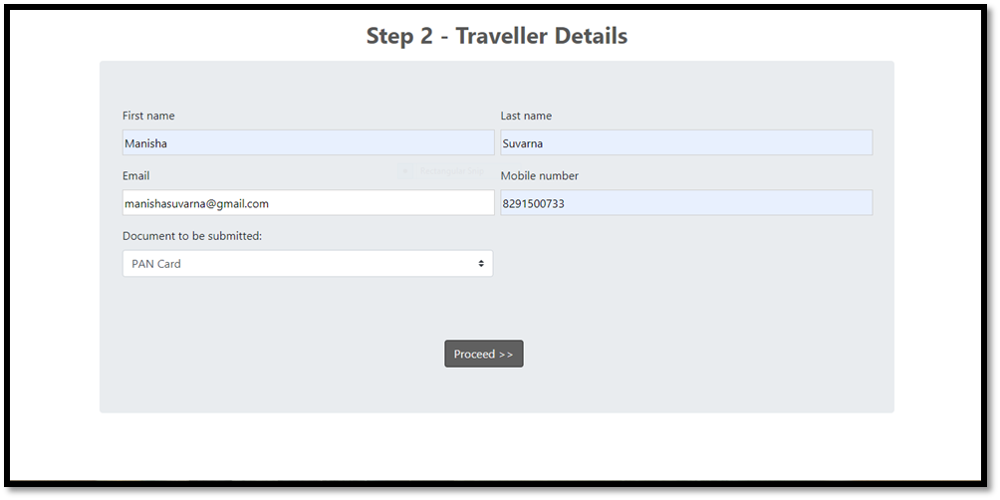 Step 2 - Traveller Details
First name
Last name
Manisha
Suvarna
Email
Mobile number
manishasuvarna@gmail.com
8291500733
Document to be submitted:
PAN Card
Proceed >>